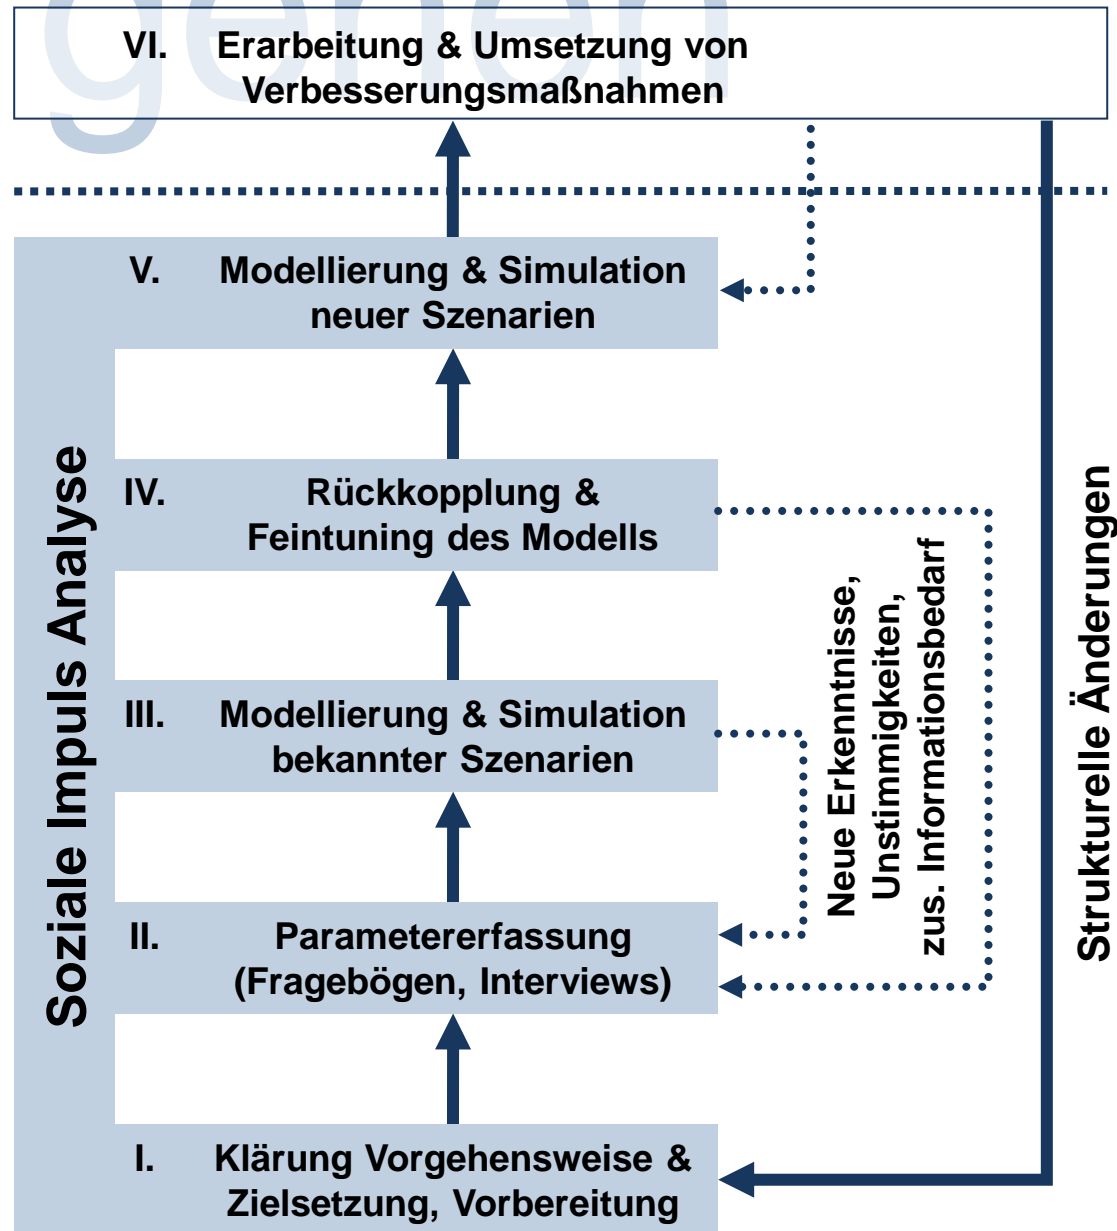 genen
VI. Erarbeitung & Umsetzung von
Verbesserungsmaßnahmen
V. Modellierung & Simulation
neuer Szenarien
IV. Rückkopplung &
Feintuning des Modells
III. Modellierung & Simulation
bekannter Szenarien
II. Parametererfassung
(Fragebögen, Interviews)
I. Klärung Vorgehensweise &
Zielsetzung, Vorbereitung
Soziale Impuls Analyse
Neue Erkenntnisse,
Unstimmigkeiten,
zus. Informationsbedarf
Strukturelle Änderungen